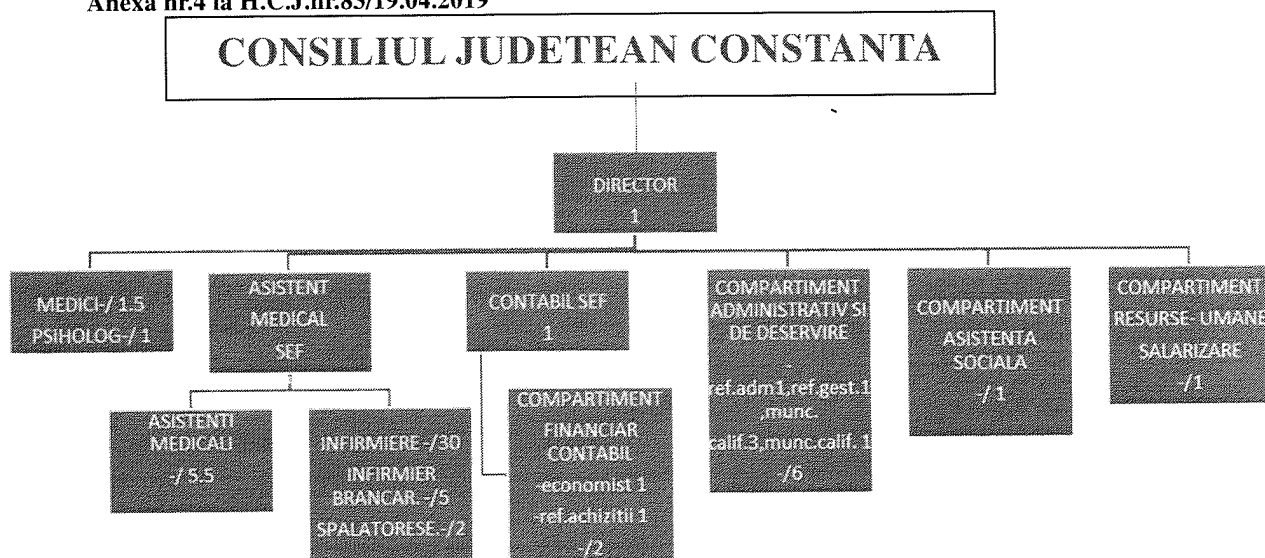 Anexa nr.4 la H.C.J.nr.85/19.04.2019
CONSILIUL JUDETEAN CONSTANTA
DIRECTOR
1
MEDICI-/ 1.5
PSIHOLOG-/ 1
ASISTENT
MEDICAL
SEF
CONTABIL SEF
1
COMPARTIMENT
ADMINISTRATIV SI
DE DESERVIRE
-
ref.adm1,ref.gest.1
,munc.
calif.3,munc.calif. 1
-/6
COMPARTIMENT
ASISTENTA
SOCIALA
-/ 1
COMPARTIMENT
RESURSE- UMANE
SALARIZARE
-/1
ASISTENTI
MEDICALI
-/ 5.5
INFIRMIERE -/30
INFIRMIER
BRANCAR. -/5
SPALATORESE.-/2
COMPARTIMENT
FINANCIAR
CONTABIL
-economist 1
-ref.achizitii 1
-/2